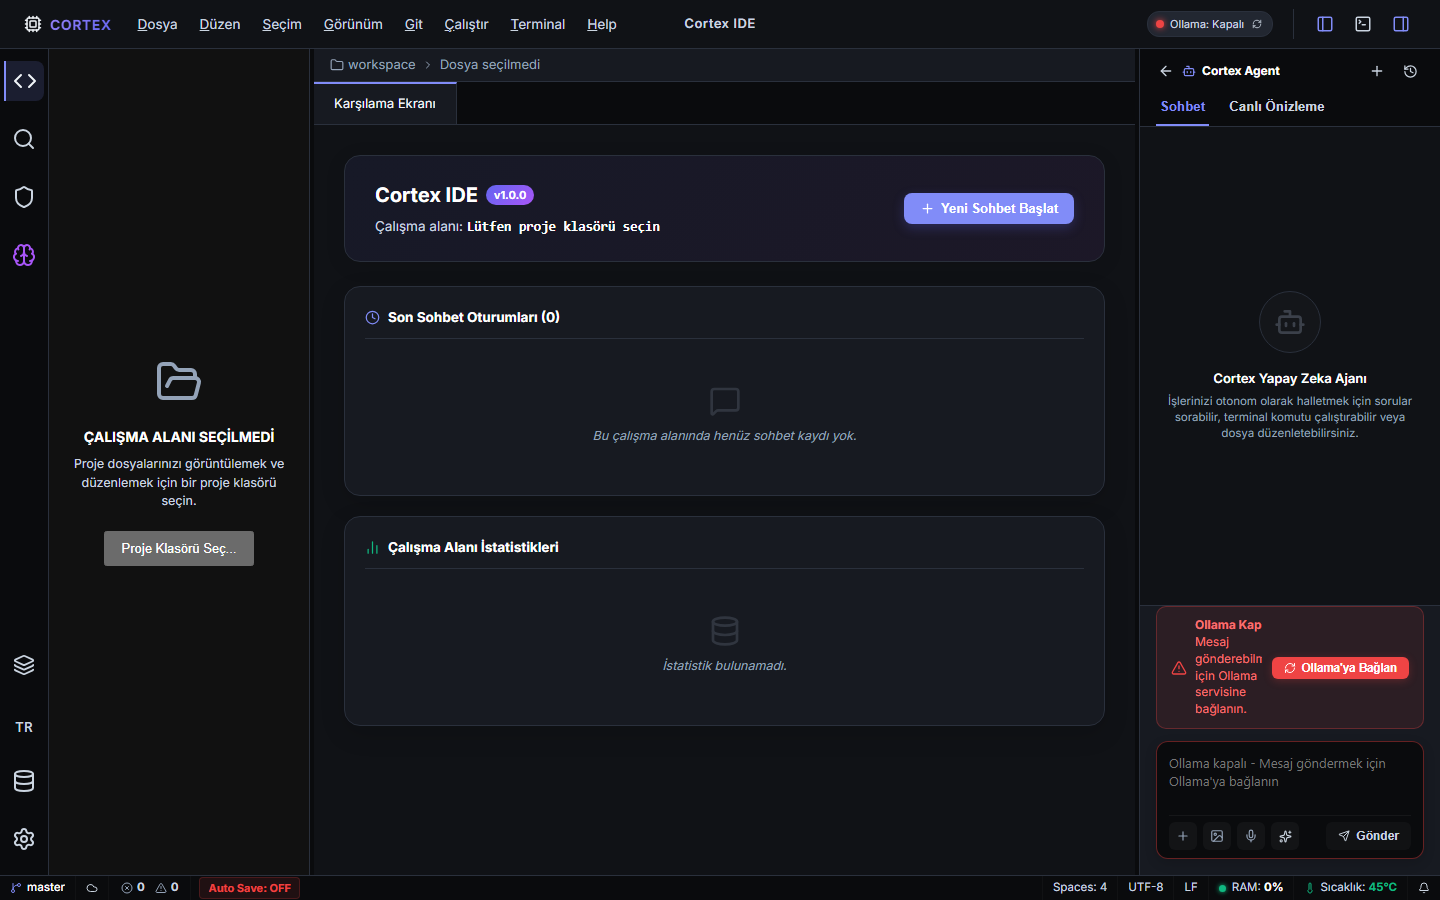 CORTEX
Dosya Düzen Seçim Görünüm Git Çalıştır Terminal Help
Cortex IDE
Ollama: Kapalı
workspace > Dosya seçilmedi
Karşılama Ekranı
Cortex Agent
Sohbet Canlı Önizleme
Cortex IDE v1.0.0
Çalışma alanı: Lütfen proje klasörü seçin
+ Yeni Sohbet Başlat
Son Sohbet Oturumları (0)
Bu çalışma alanında henüz sohbet kaydı yok.
Çalışma Alanı İstatistikleri
İstatistik bulunamadı.
ÇALIŞMA ALANI SEÇİLMEDİ
Proje dosyalarınızı görüntülemek ve
düzenlemek için bir proje klasörü
seçin.
Proje Klasörü Seç...
TR
Cortex Yapay Zeka Ajanı
İşlerinizi otonom olarak halletmek için sorular
sorabilir, terminal komutu çalıştırabilir veya
dosya düzenletebilirsiniz.
Ollama Kap
Mesaj
gönderebiln
için Ollama
servisine
bağlanın.
Ollama'ya Bağlan
Ollama kapalı - Mesaj göndermek için
Ollama'ya bağlanın
Gönder
master
0 0
Auto Save: OFF
Spaces: 4
UTF-8
LF
RAM: 0%
Sıcaklık: 45°C